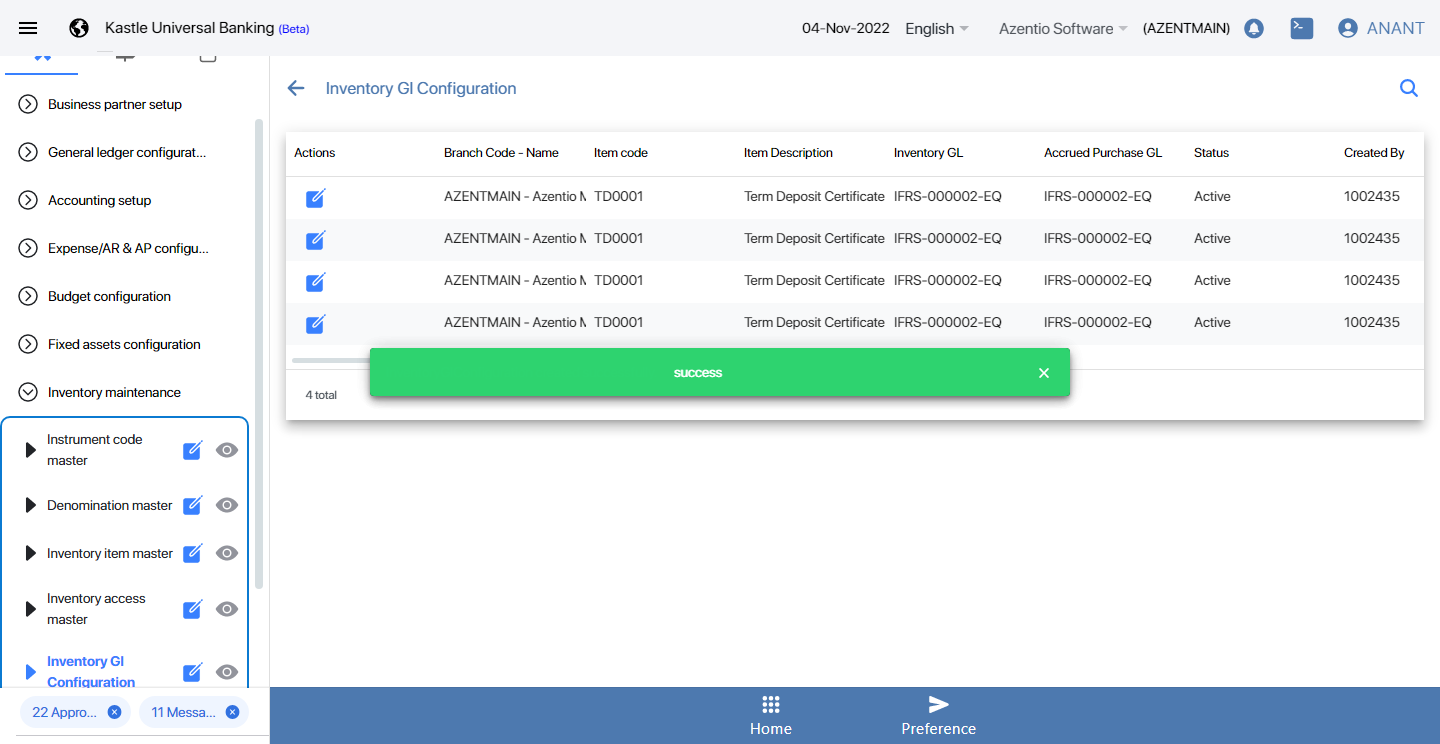 Kastle Universal Banking (Beta)
04-Nov-2022
English
Azentio Software
(AZENTMAIN)
ANANT
Business partner setup
General ledger configurat...
Accounting setup
Expense/AR & AP configu...
Budget configuration
Fixed assets configuration
Inventory maintenance
Instrument code
master
Denomination master
Inventory item master
Inventory access
master
Inventory GI
Configuration
22 Appro...
11 Messa...
Inventory GI Configuration
Actions Branch Code - Name Item code Item Description Inventory GL Accrued Purchase GL Status Created By
AZENTMAIN - Azentio M TD0001 Term Deposit Certificate IFRS-000002-EQ IFRS-000002-EQ Active 1002435
AZENTMAIN - Azentio M TD0001 Term Deposit Certificate IFRS-000002-EQ IFRS-000002-EQ Active 1002435
AZENTMAIN - Azentio M TD0001 Term Deposit Certificate IFRS-000002-EQ IFRS-000002-EQ Active 1002435
AZENTMAIN - Azentio M TD0001 Term Deposit Certificate IFRS-000002-EQ IFRS-000002-EQ Active 1002435
success
4 total
Home
Preference